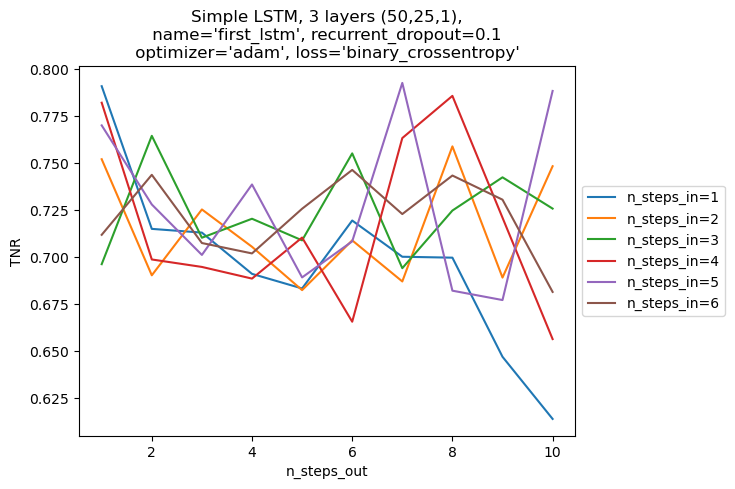 Simple LSTM, 3 layers (50,25,1),
name='first_lstm', recurrent_dropout=0.1
optimizer='adam', loss='binary_crossentropy'
0.800
0.775
0.750
0.725
0.700
0.675
0.650
0.625
TNR
2 4 6 8 10
n_steps_out
n_steps_in=1
n_steps_in=2
n_steps_in=3
n_steps_in=4
n_steps_in=5
n_steps_in=6